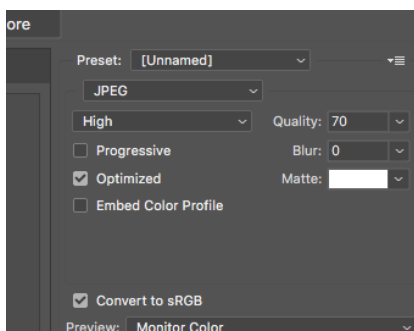 ore
Preset: [Unnamed]
JPEG
High Quality: 70
Progressive Blur: 0
Optimized Matte:
Embed Color Profile
Convert to sRGB
Preview: Monitor Color